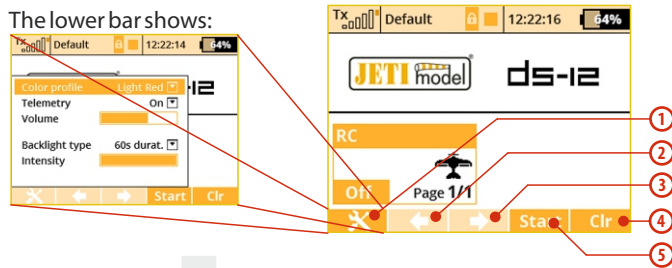 The lower bar shows:
Tx Default 12:22:14 64%
Color profile Light Red
Telemetry On
Volume
Backlight type 60s durat.
Intensity
Start Clr
Tx Default 12:22:16 64%
JETI model DS-12
RC
Off Page 1/1
Start Clr
1
2
3
4
5